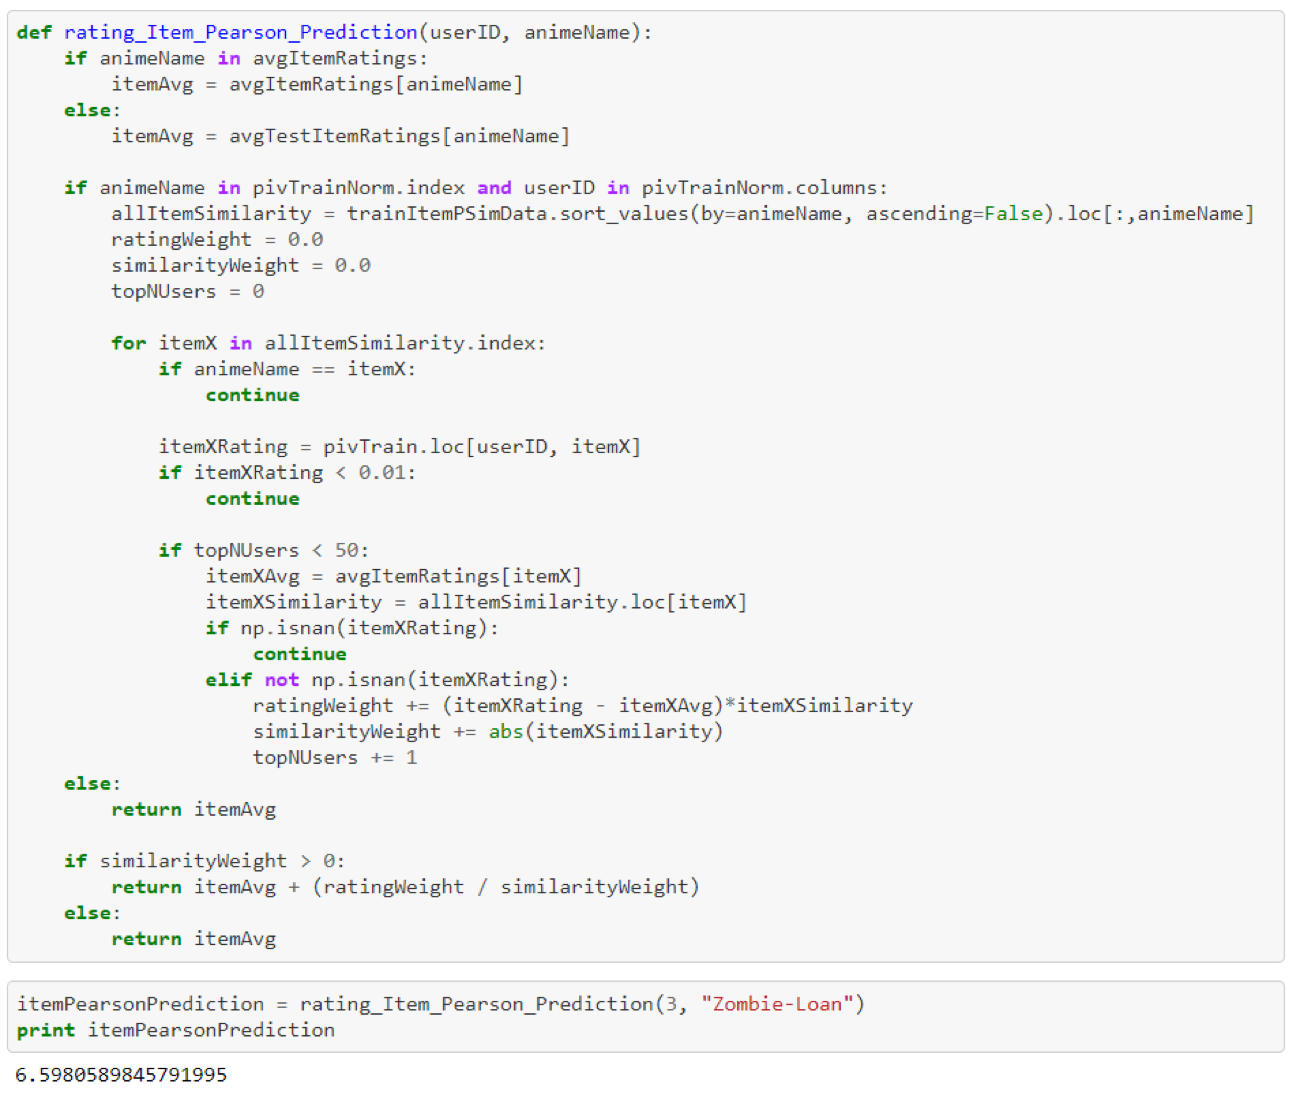 def rating_Item_Pearson_Prediction(userID, animeName):
    if animeName in avgItemRatings:
        itemAvg = avgItemRatings[animeName]
    else:
        itemAvg = avgTestItemRatings[animeName]

    if animeName in pivTrainNorm.index and userID in pivTrainNorm.columns:
        allItemSimilarity = trainItemPSimData.sort_values(by=animeName, ascending=False).loc[:,animeName]
        ratingWeight = 0.0
        similarityWeight = 0.0
        topNUsers = 0

        for itemX in allItemSimilarity.index:
            if animeName == itemX:
                continue

            itemXRating = pivTrain.loc[userID, itemX]
            if itemXRating < 0.01:
                continue

            if topNUsers < 50:
                itemXAvg = avgItemRatings[itemX]
                itemXSimilarity = allItemSimilarity.loc[itemX]
                if np.isnan(itemXRating):
                    continue
                elif not np.isnan(itemXRating):
                    ratingWeight += (itemXRating - itemXAvg)*itemXSimilarity
                    similarityWeight += abs(itemXSimilarity)
                    topNUsers += 1
    else:
        return itemAvg

    if similarityWeight > 0:
        return itemAvg + (ratingWeight / similarityWeight)
    else:
        return itemAvg

itemPearsonPrediction = rating_Item_Pearson_Prediction(3, "Zombie-Loan")
print itemPearsonPrediction
6.5980589845791995